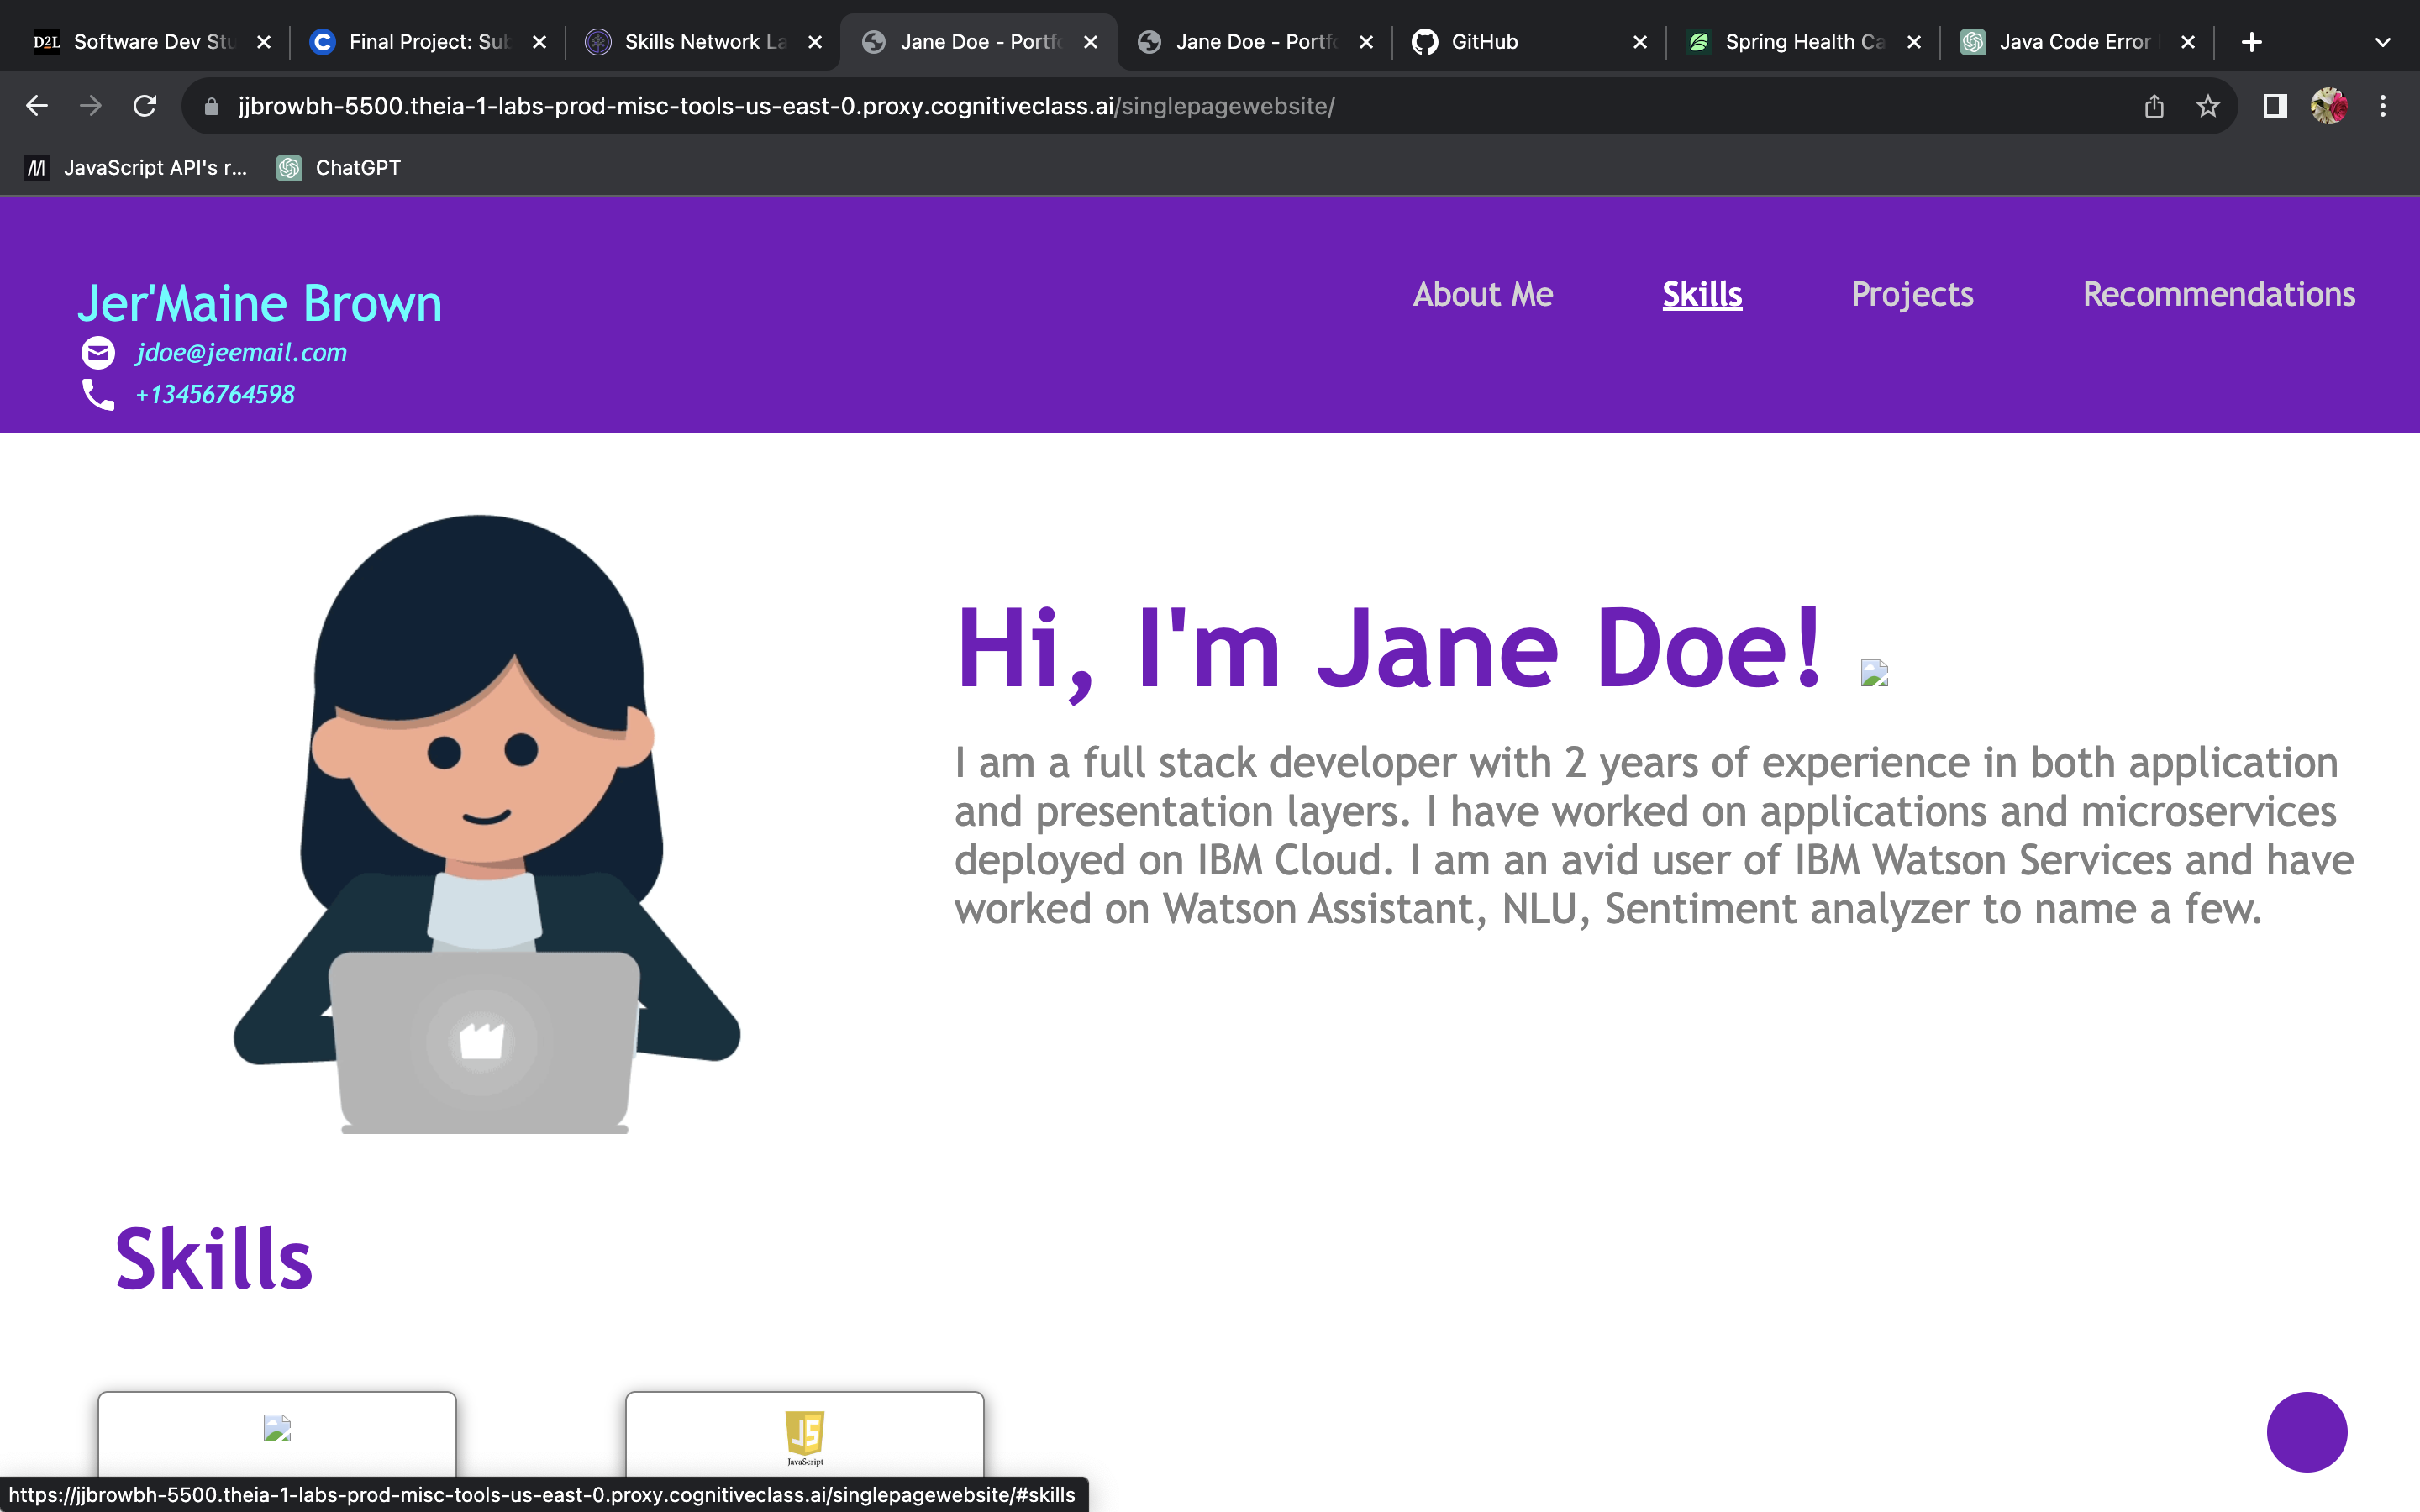 D2L Software Dev Stu
Final Project: Sub
Skills Network La
Jane Doe - Portfo
Jane Doe - Portfo
GitHub
Spring Health Ca
Java Code Error
jjbrowbh-5500.theia-1-labs-prod-misc-tools-us-east-0.proxy.cognitiveclass.ai/singlepagewebsite/
JavaScript API's r...
ChatGPT
Jer'Maine Brown
jdoe@jeemail.com
+13456764598
About Me
Skills
Projects
Recommendations
Hi, I'm Jane Doe!
I am a full stack developer with 2 years of experience in both application
and presentation layers. I have worked on applications and microservices
deployed on IBM Cloud. I am an avid user of IBM Watson Services and have
worked on Watson Assistant, NLU, Sentiment analyzer to name a few.
Skills
JS
JavaScript
https://jjbrowbh-5500.theia-1-labs-prod-misc-tools-us-east-0.proxy.cognitiveclass.ai/singlepagewebsite/#skills